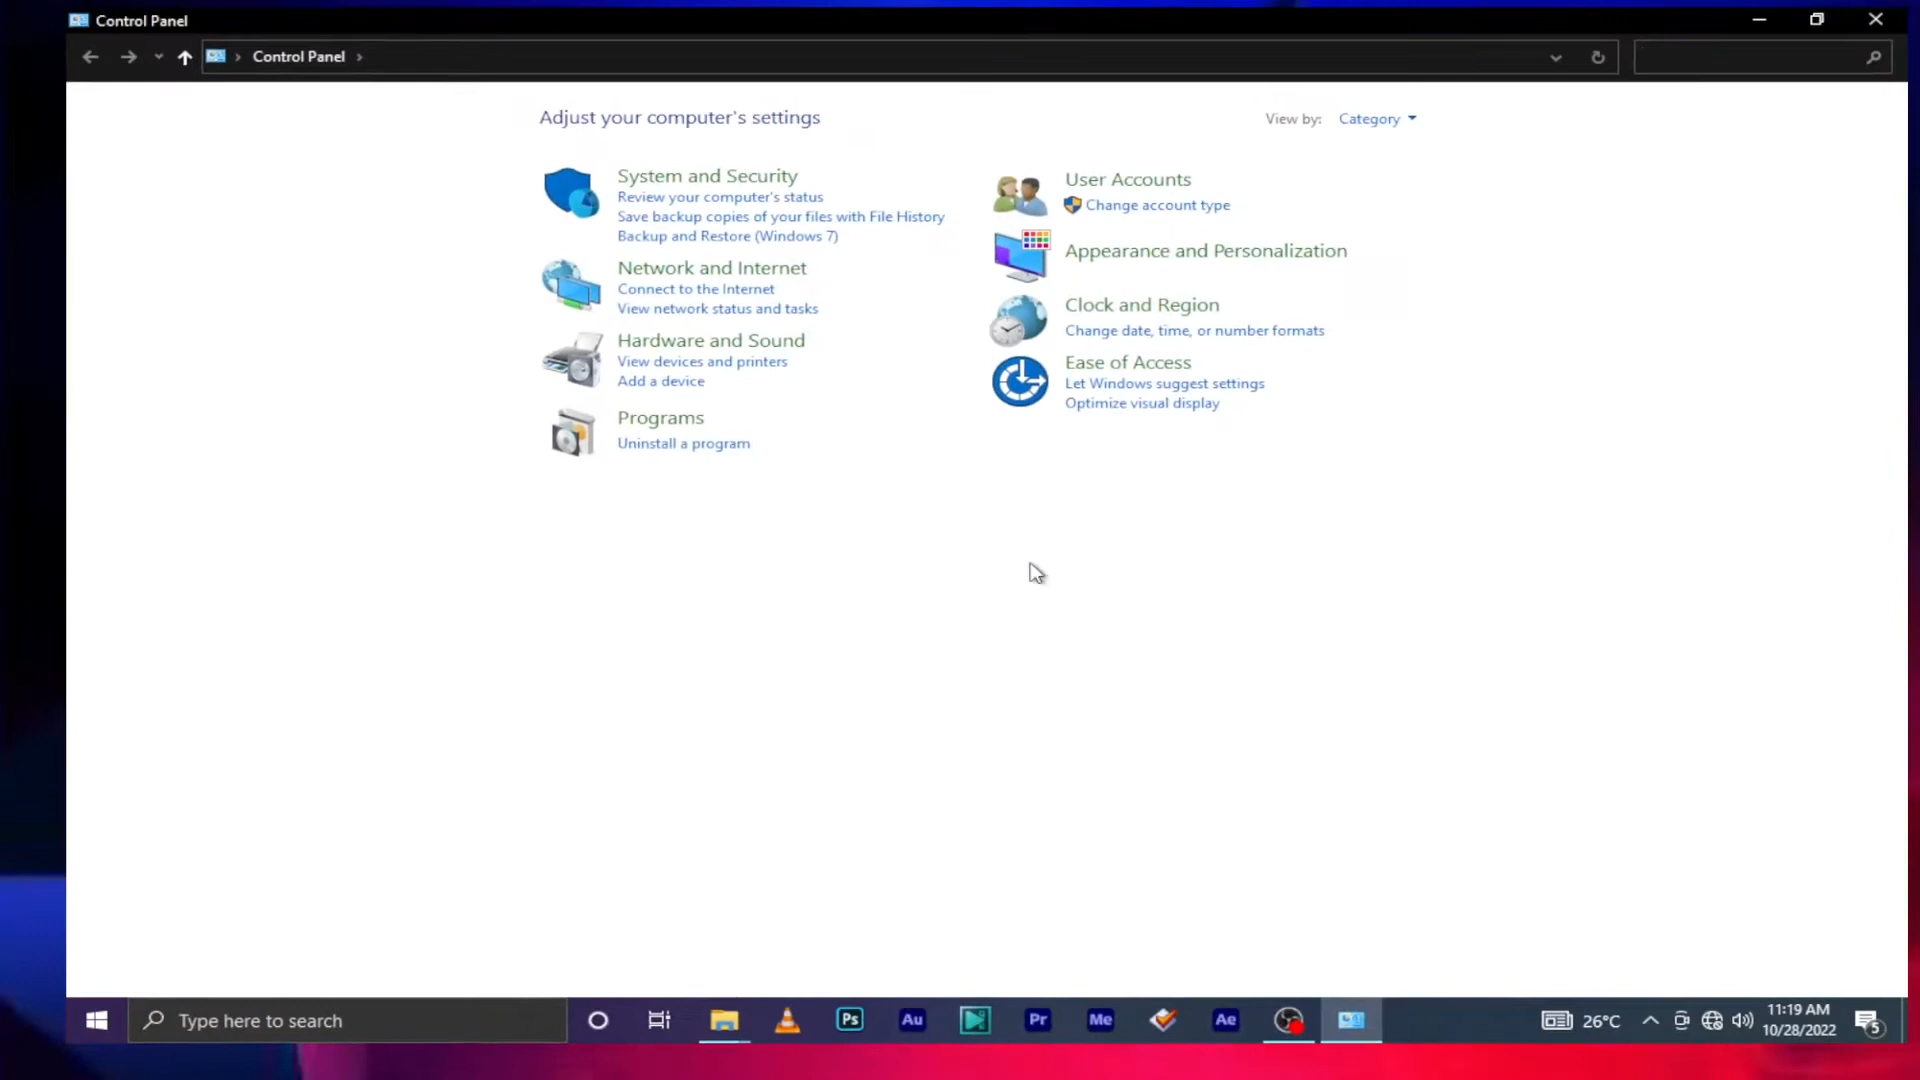 Control Panel
Control Panel
Adjust your computer's settings
View by: Category
System and Security
Review your computer's status
Save backup copies of your files with File History
Backup and Restore (Windows 7)
Network and Internet
Connect to the Internet
View network status and tasks
Hardware and Sound
View devices and printers
Add a device
Programs
Uninstall a program
User Accounts
Change account type
Appearance and Personalization
Clock and Region
Change date, time, or number formats
Ease of Access
Let Windows suggest settings
Optimize visual display
Type here to search
Ps
Au
Pr
Me
Ae
26°C
11:19 AM
10/28/2022
5